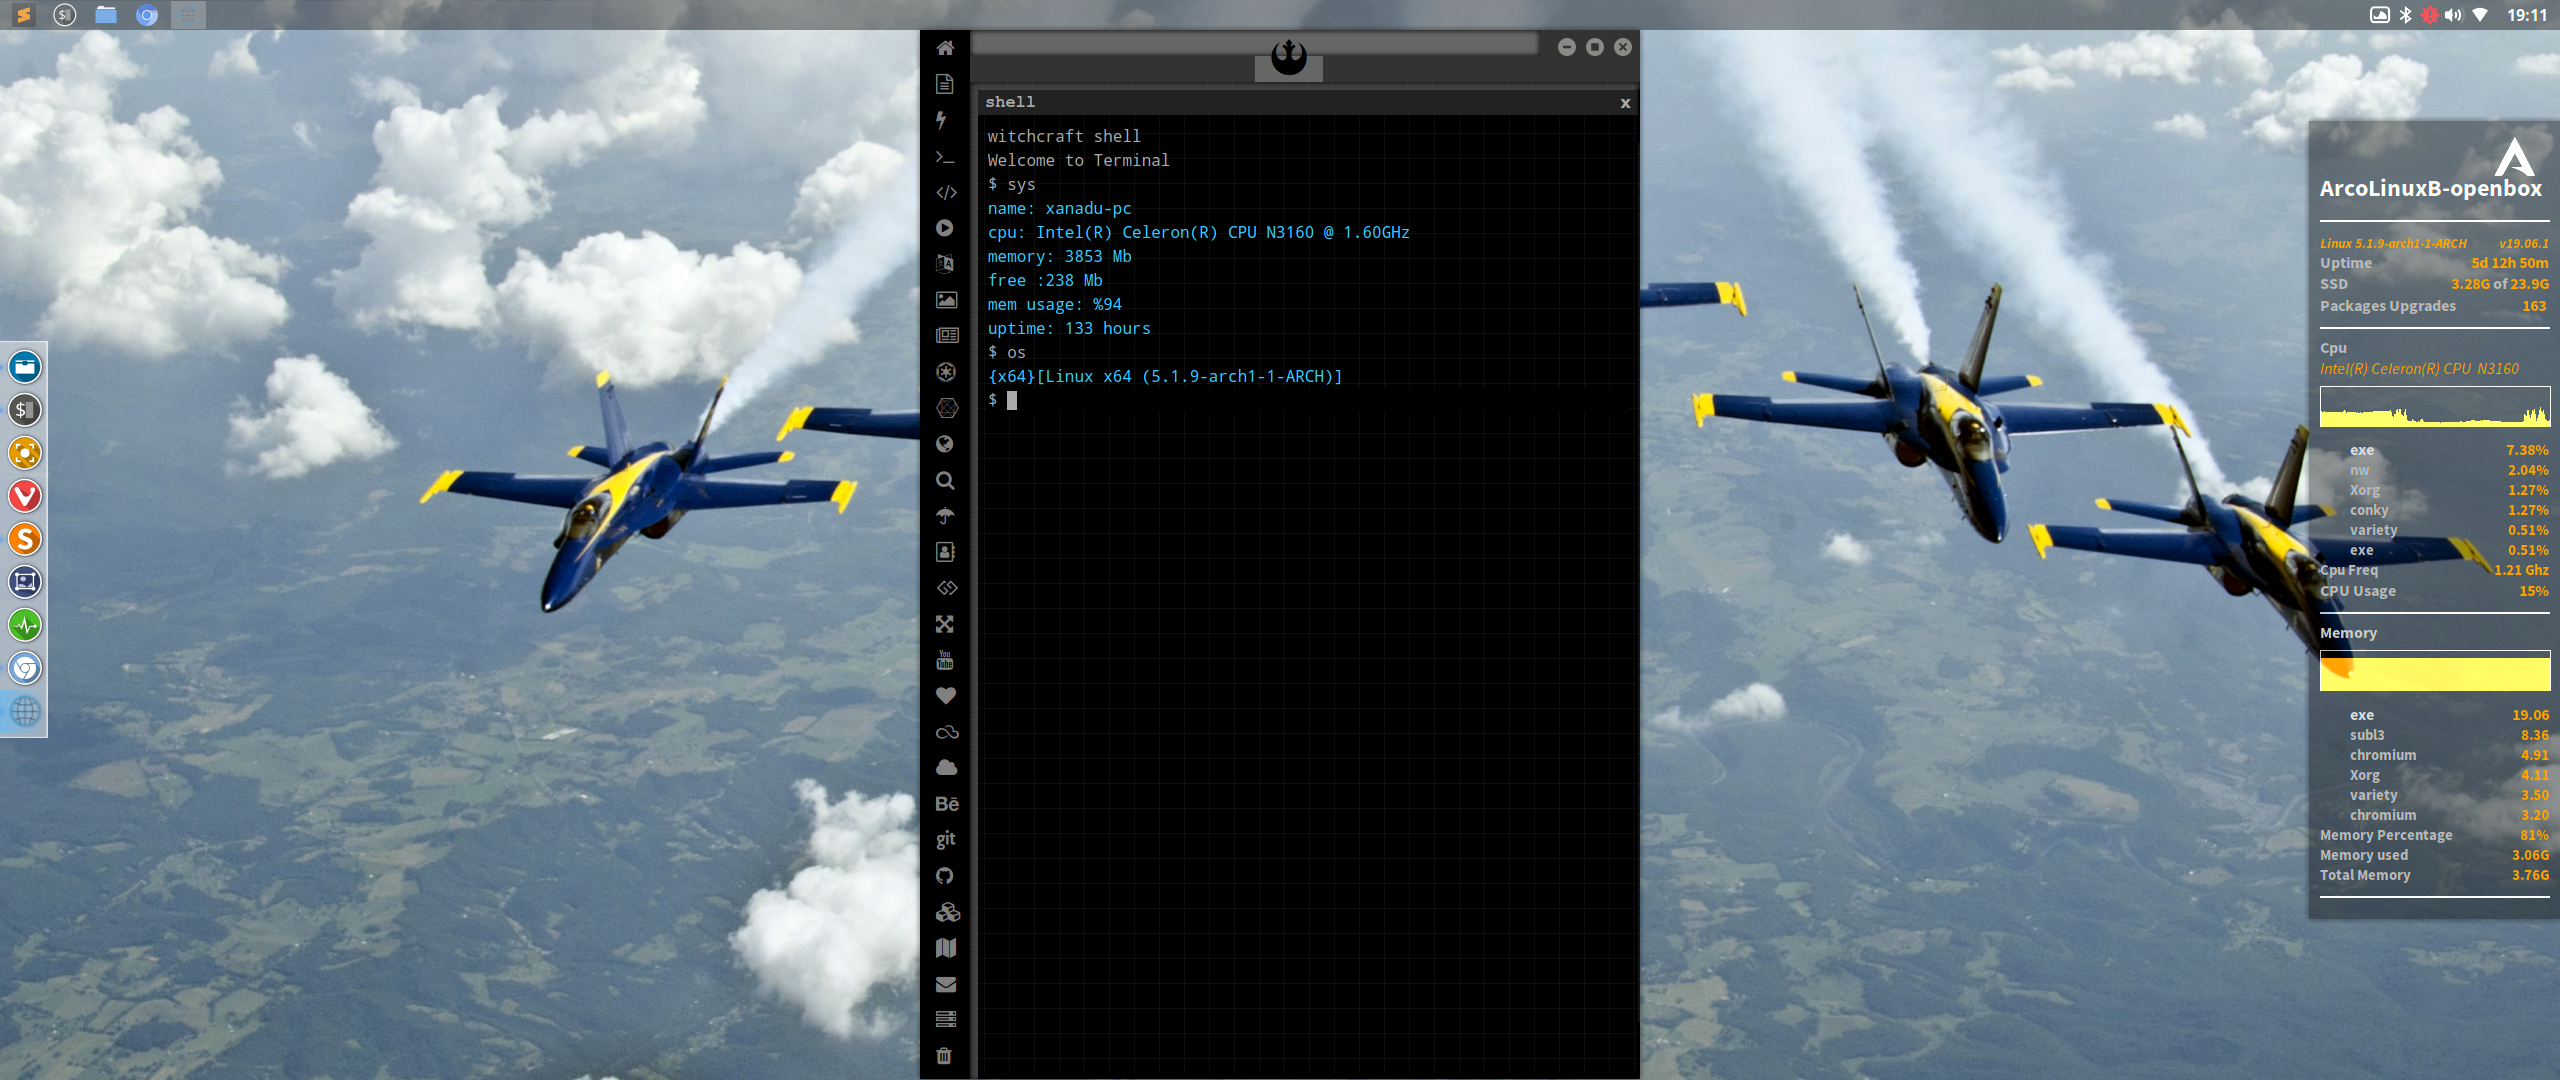 19:11
shell x
witchcraft shell
Welcome to Terminal
$ sys
name: xanadu-pc
cpu: Intel(R) Celeron(R) CPU N3160 @ 1.60GHz
memory: 3853 Mb
free :238 Mb
mem usage: %94
uptime: 133 hours
$ os
{x64}[Linux x64 (5.1.9-arch1-1-ARCH)]
$
You
Tube
Bē
git
ArcoLinuxB-openbox
Linux 5.1.9-arch1-1-ARCH v19.06.1
Uptime 5d 12h 50m
SSD 3.28G of 23.9G
Packages Upgrades 163
Cpu
Intel(R) Celeron(R) CPU N3160
exe 7.38%
nw 2.04%
Xorg 1.27%
conky 1.27%
variety 0.51%
exe 0.51%
Cpu Freq 1.21 Ghz
CPU Usage 15%
Memory
exe 19.06
subl3 8.36
chromium 4.91
Xorg 4.11
variety 3.50
chromium 3.20
Memory Percentage 81%
Memory used 3.06G
Total Memory 3.76G